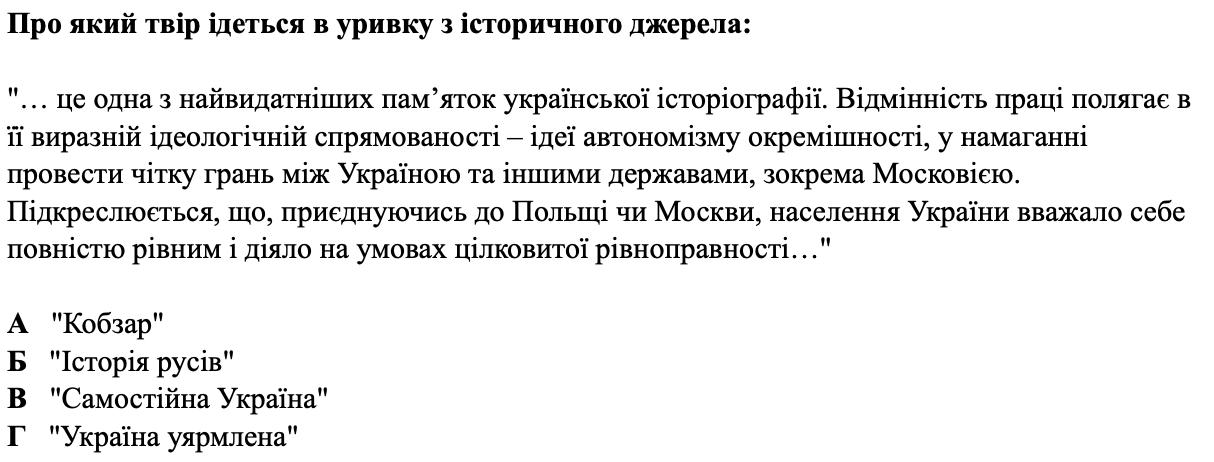 Про який твір ідеться в уривку з історичного джерела:
"… це одна з найвидатніших пам’яток української історіографії. Відмінність праці полягає в
її виразній ідеологічній спрямованості – ідеї автономізму окремішності, у намаганні
провести чітку грань між Україною та іншими державами, зокрема Московією.
Підкреслюється, що, приєднуючись до Польщі чи Москви, населення України вважало себе
повністю рівним і діяло на умовах цілковитої рівноправності…"
А "Кобзар"
Б "Історія русів"
В "Самостійна Україна"
Г "Україна уярмлена"